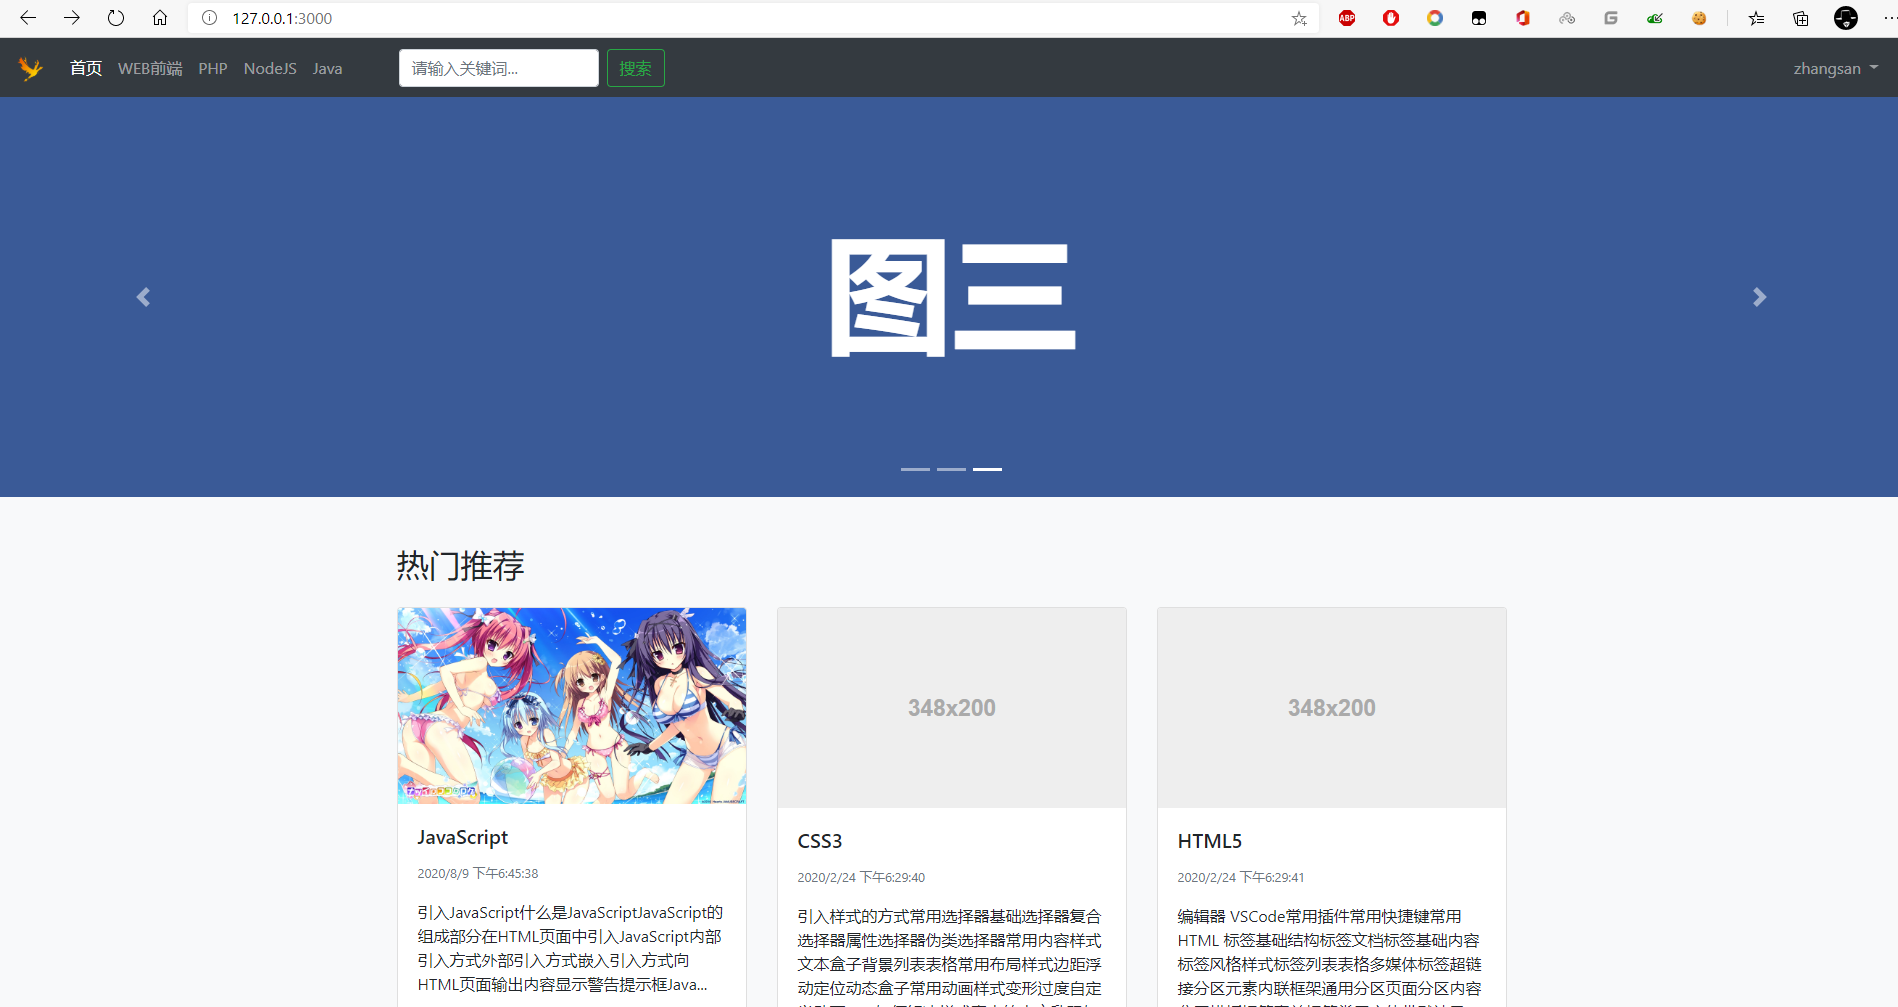 127.0.0.1:3000
ABP
首页 WEB前端 PHP NodeJS Java 请输入关键词... 搜索 zhangsan
图三
热门推荐
348x200
348x200
JavaScript
2020/8/9 下午6:45:38
引入JavaScript什么是JavaScriptJavaScript的
组成部分在HTML页面中引入JavaScript内部
引入方式外部引入方式嵌入引入方式向
HTML页面输出内容显示警告提示框Java...
CSS3
2020/2/24 下午6:29:40
引入样式的方式常用选择器基础选择器复合
选择器属性选择器伪类选择器常用内容样式
文本盒子背景列表表格常用布局样式边距浮
动定位动态盒子常用动画样式变形过度自定
HTML5
2020/2/24 下午6:29:41
编辑器 VSCode常用插件常用快捷键常用
HTML 标签基础结构标签文档标签基础内容
标签风格样式标签列表表格多媒体标签超链
接分区元素内联框架通用分区页面分区内容